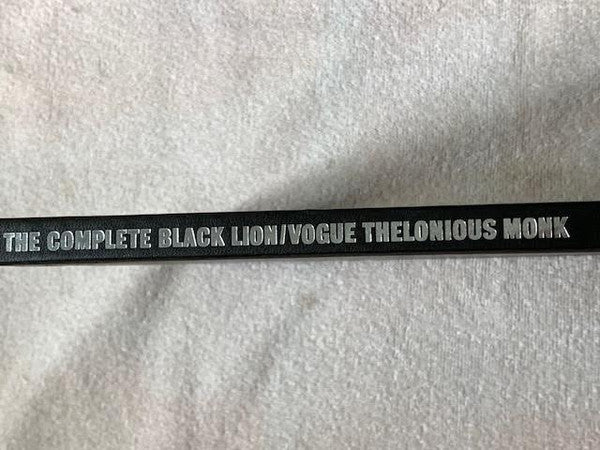 THE COMPLETE BLACK LION/VOGUE THELONIOUS MONK